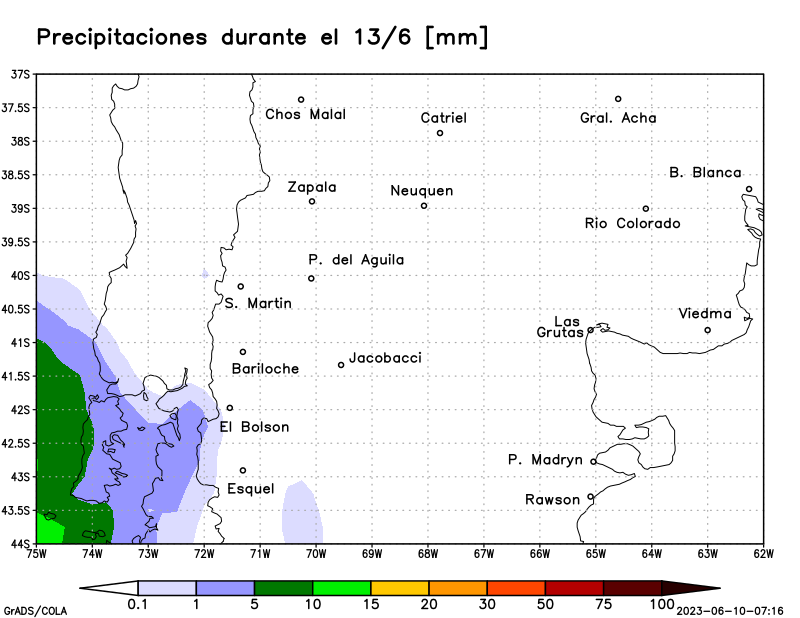 Precipitaciones durante el 13/6 [mm]
37S
37.5S
38S
38.5S
39S
39.5S
40S
40.5S
41S
41.5S
42S
42.5S
43S
43.5S
44S
Chos Malal
Catriel
Gral. Acha
B. Blanca
Zapala
Neuquen
Rio Colorado
P. del Aguila
S. Martin
Viedma
Las
Grutas
Jacobacci
Bariloche
El Bolson
P. Madryn
Esquel
Rawson
75W 74W 73W 72W 71W 70W 69W 68W 67W 66W 65W 64W 63W 62W
0.1 1 5 10 15 20 30 50 75 100
GrADS/COLA
2023-06-10-07:16